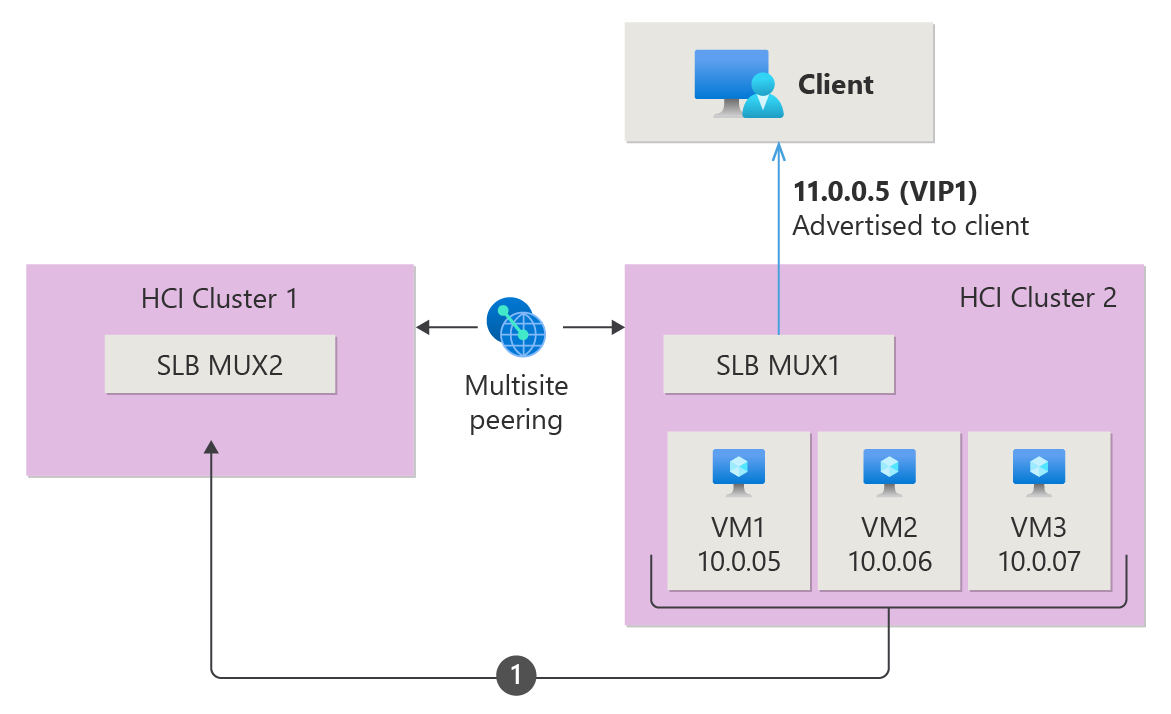 Client
11.0.0.5 (VIP1)
Advertised to client
HCI Cluster 1
SLB MUX2
Multisite
peering
HCI Cluster 2
SLB MUX1
VM1
10.0.05
VM2
10.0.06
VM3
10.0.07
1